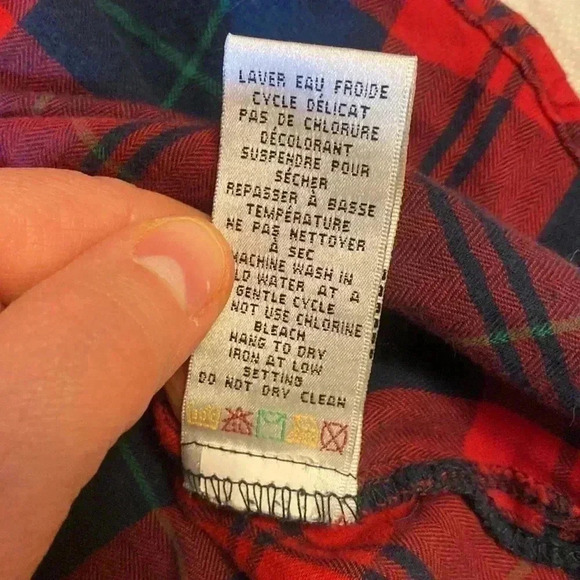 LAVER EAU FROIDE
CYCLE DÉLICAT
PAS DE CHLORURE
DÉCOLORANT
SUSPENDRE POUR
SÉCHER
REPASSER À BASSE
TEMPÉRATURE
NE PAS NETTOYER
À SEC
MACHINE WASH IN
WATER AT A
GENTLE CYCLE
NOT USE CHLORINE
BLEACH
HANG TO DRY
IRON AT LOW
SETTING
DO NOT DRY CLEAN